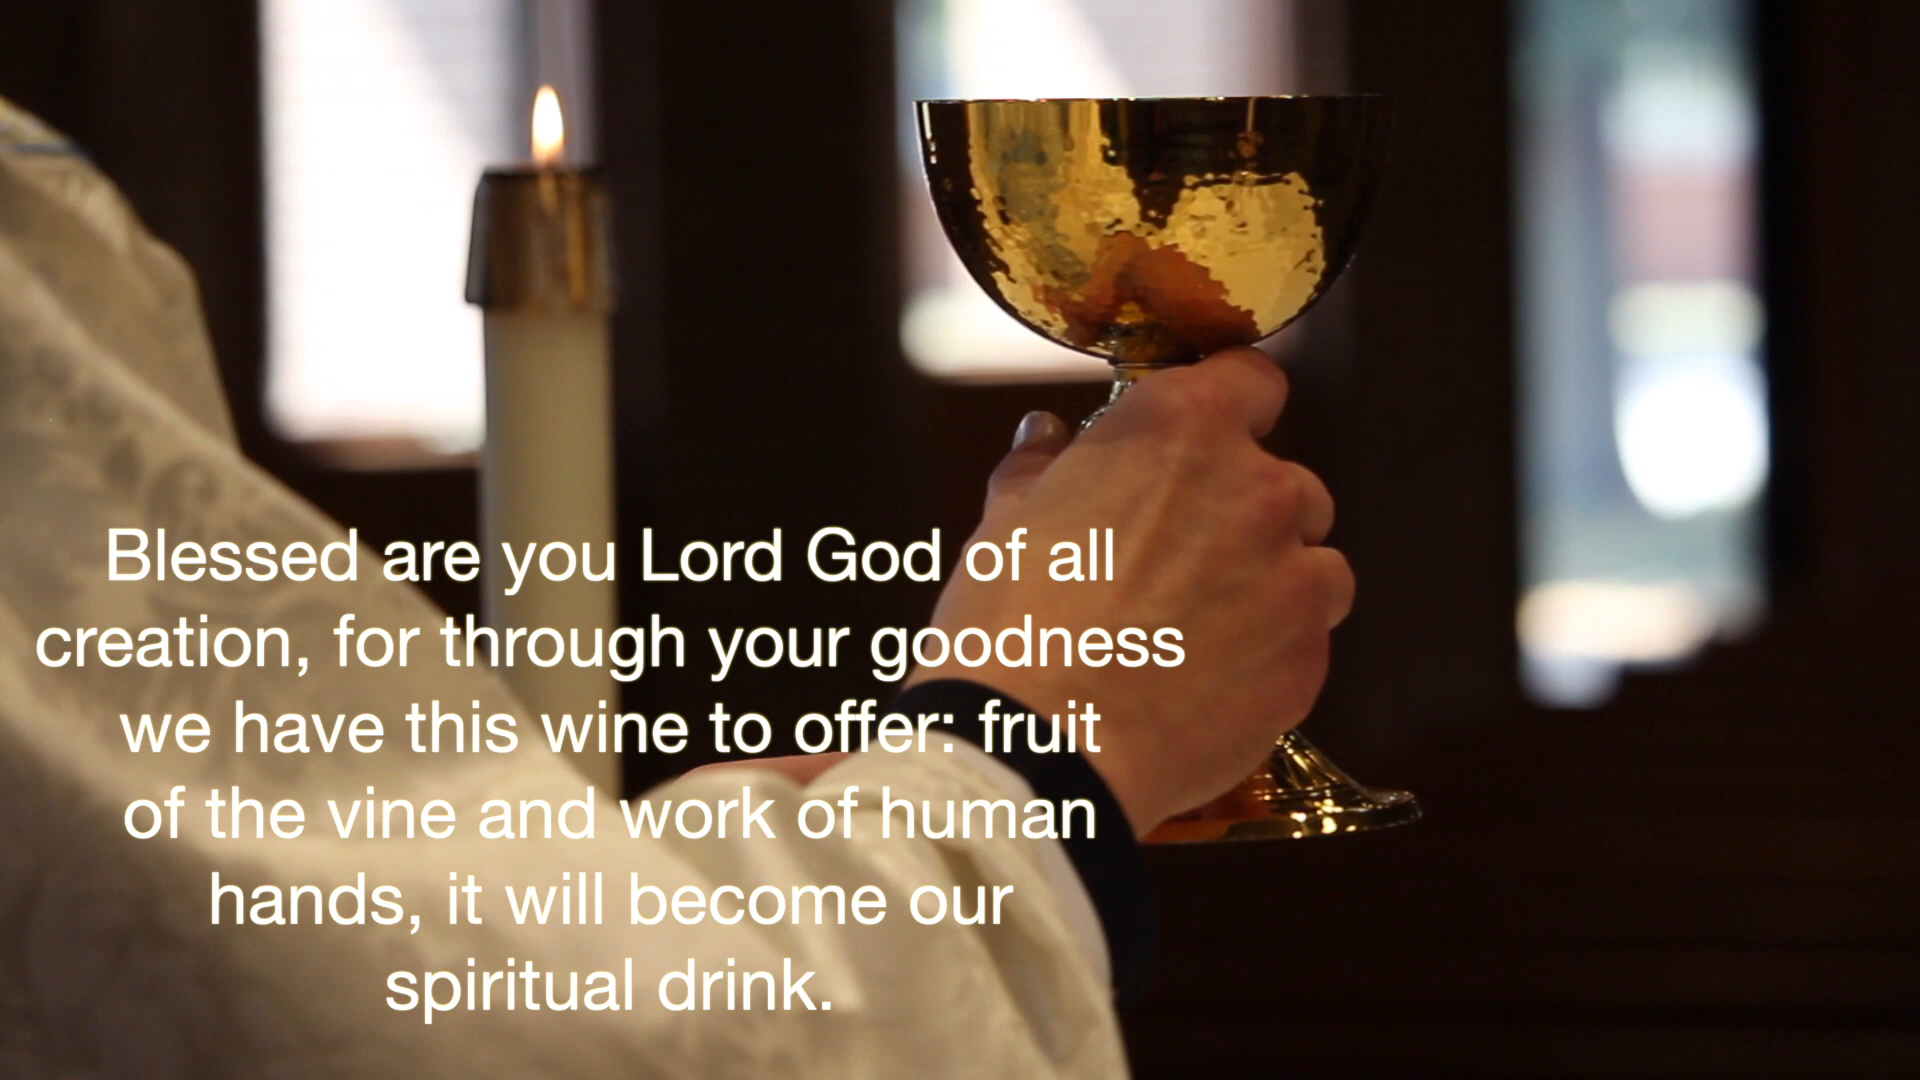 Blessed are you Lord God of all
creation, for through your goodness
we have this wine to offer: fruit
of the vine and work of human
hands, it will become our
spiritual drink.